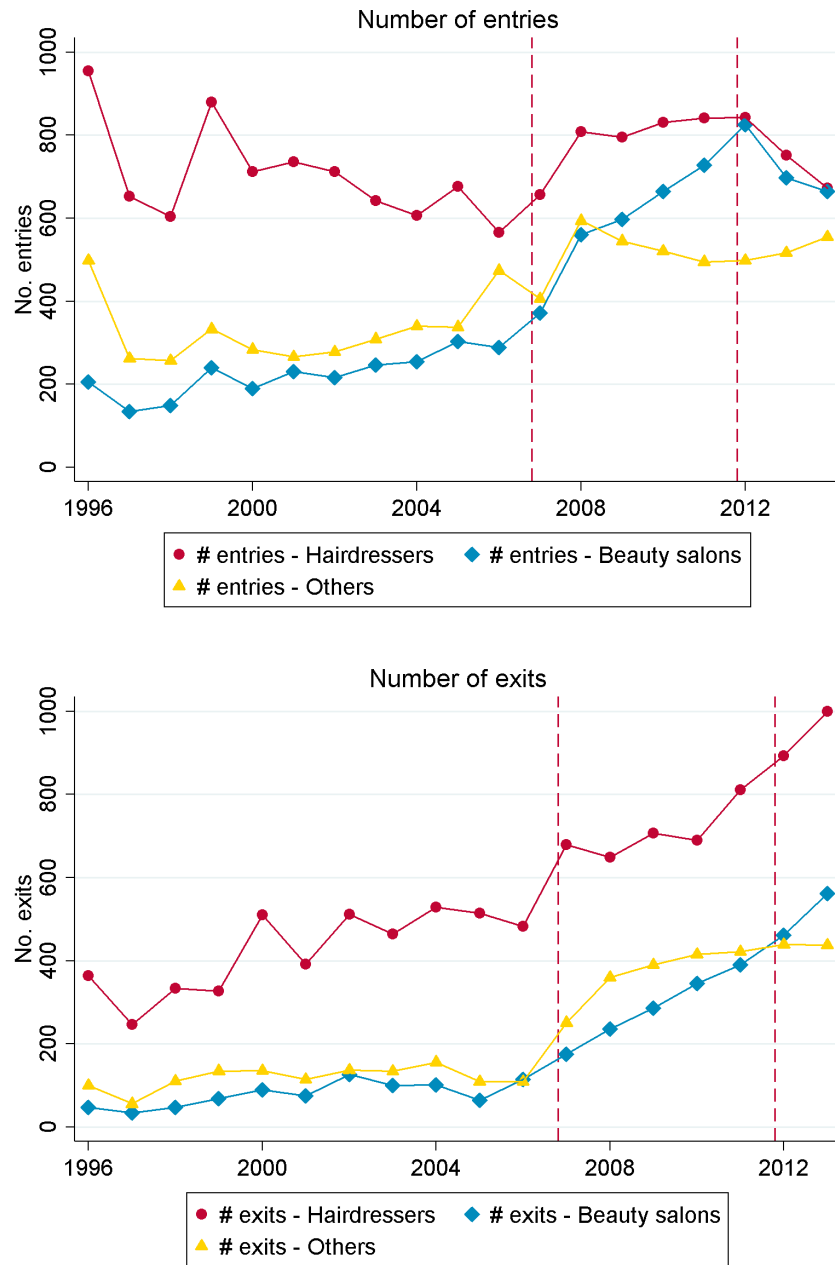 Number of entries
1000
800
600
400
200
0
No. entries
1996 2000 2004 2008 2012
# entries - Hairdressers # entries - Beauty salons
# entries - Others
Number of exits
1000
800
600
400
200
0
No. exits
1996 2000 2004 2008 2012
# exits - Hairdressers # exits - Beauty salons
# exits - Others